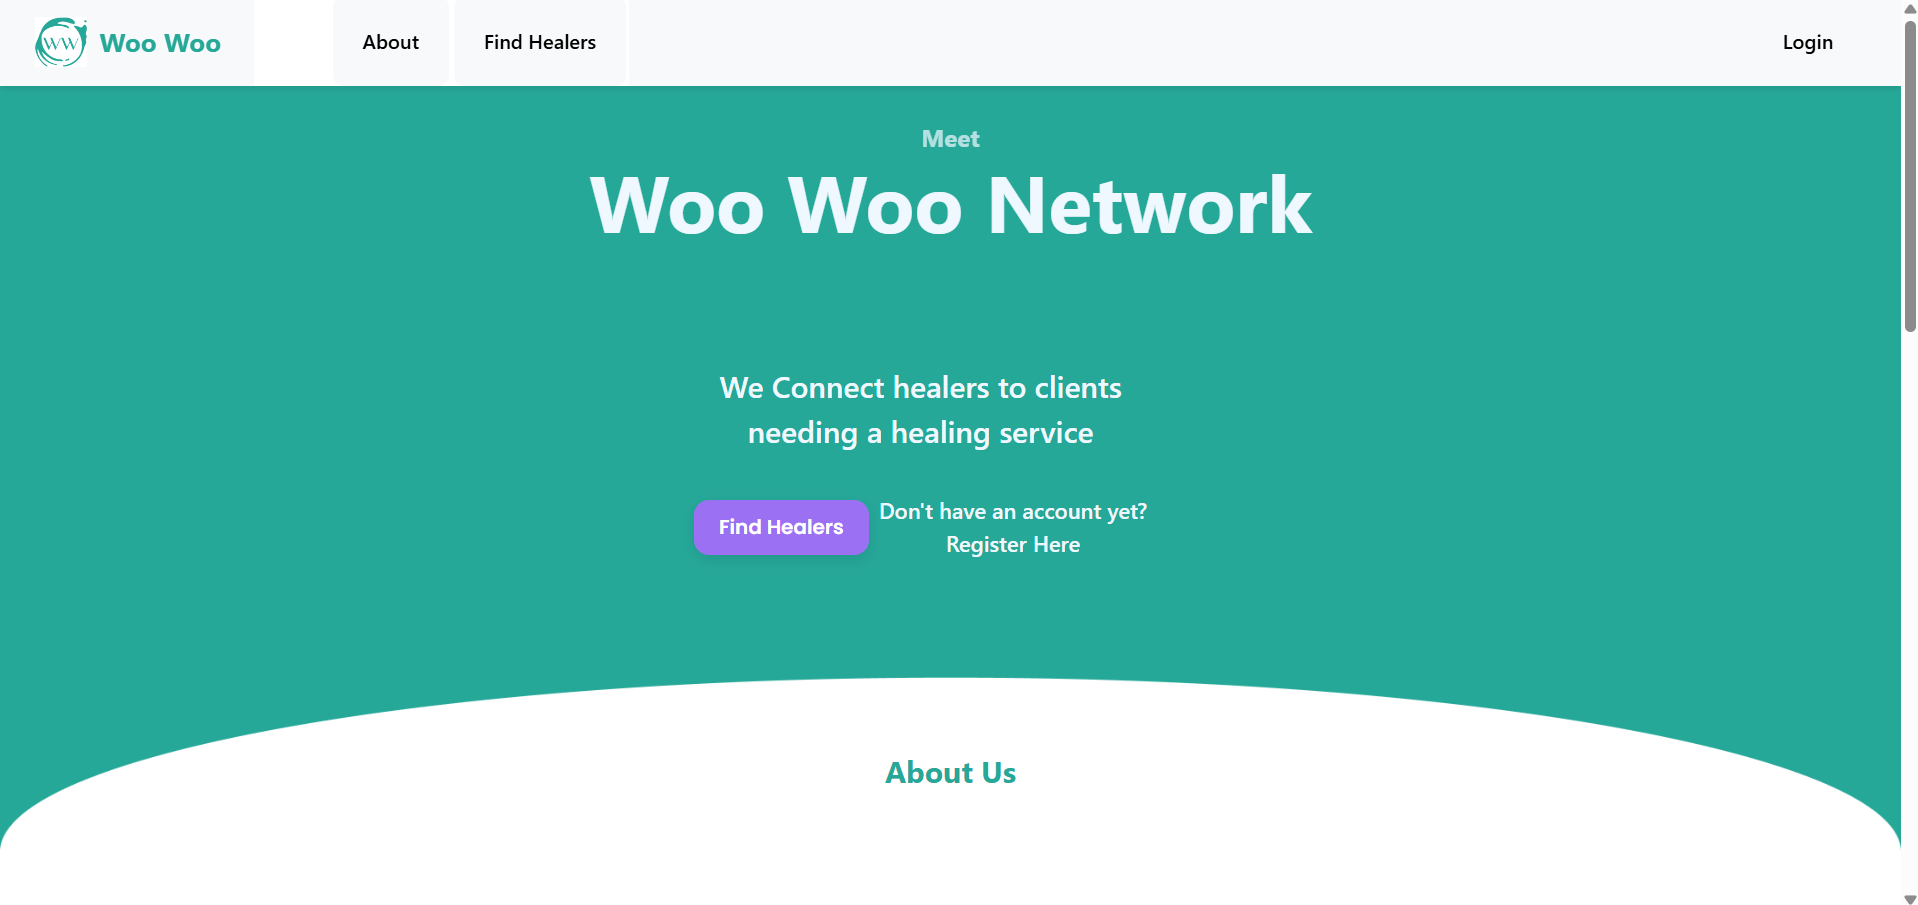 WW Woo Woo
About
Find Healers
Login
Meet
Woo Woo Network
We Connect healers to clients
needing a healing service
Find Healers
Don't have an account yet?
Register Here
About Us